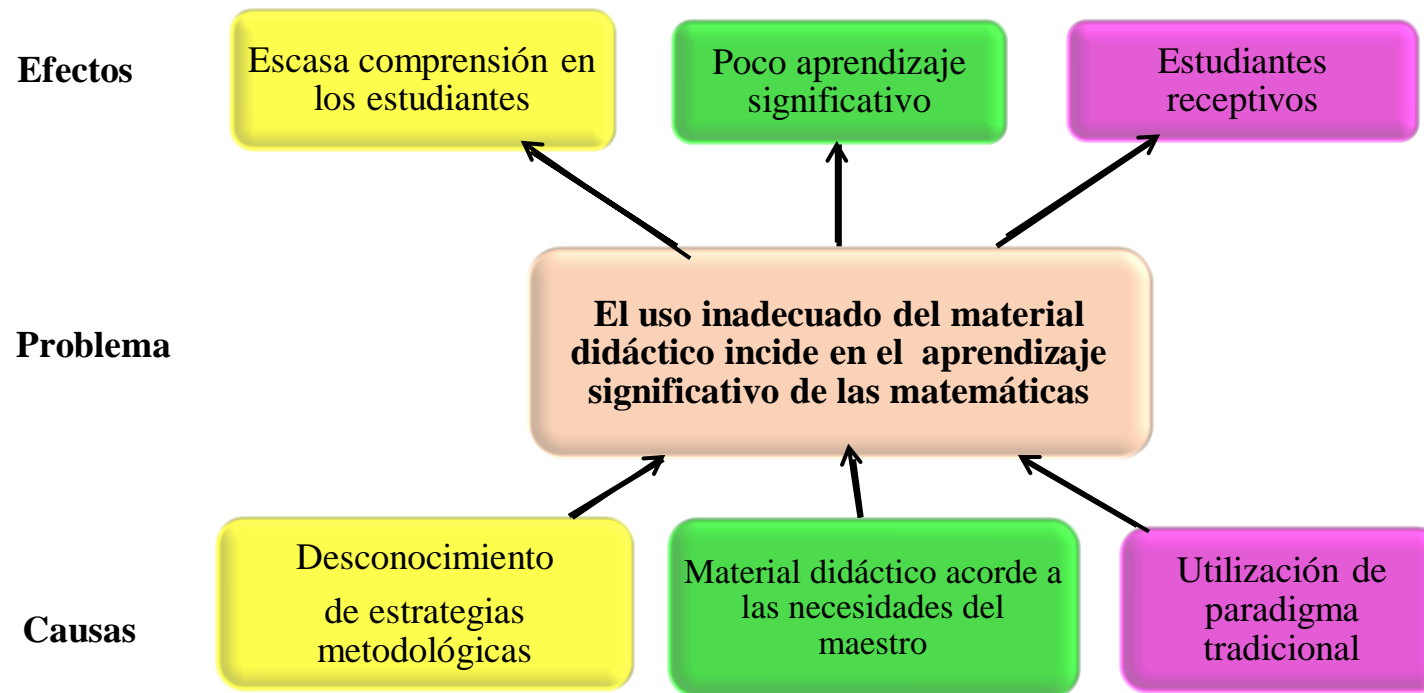 Efectos
Escasa comprensión en
los estudiantes
Poco aprendizaje
significativo
Estudiantes
receptivos
Problema
El uso inadecuado del material
didáctico incide en el aprendizaje
significativo de las matemáticas
Causas
Desconocimiento
de estrategias
metodológicas
Material didáctico acorde a
las necesidades del
maestro
Utilización de
paradigma
tradicional